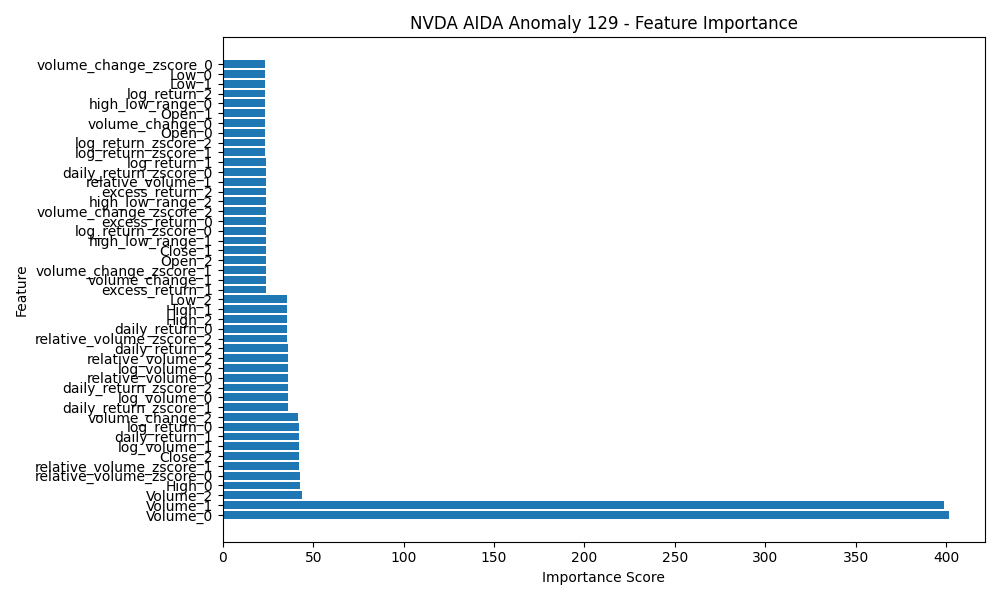 NVDA AIDA Anomaly 129 - Feature Importance
volume_change_zscore_0
Low_0
Low_1
log_return_2
high_low_range_0
Open_1
volume_change_0
Open_0
log_return_zscore_2
log_return_zscore_1
log_return_1
daily_return_zscore_0
relative_volume_1
excess_return_2
high_low_range_2
volume_change_zscore_2
excess_return_0
log_return_zscore_0
high_low_range_1
Close_1
Open_2
volume_change_zscore_1
volume_change_1
excess_return_1
Low_2
High_1
High_2
daily_return_0
relative_volume_zscore_2
daily_return_2
relative_volume_2
log_volume_2
relative_volume_0
daily_return_zscore_2
log_volume_0
daily_return_zscore_1
volume_change_2
log_return_0
daily_return_1
log_volume_1
Close_2
relative_volume_zscore_1
relative_volume_zscore_0
High_0
Volume_2
Volume_1
Volume_0
Feature
0 50 100 150 200 250 300 350 400
Importance Score